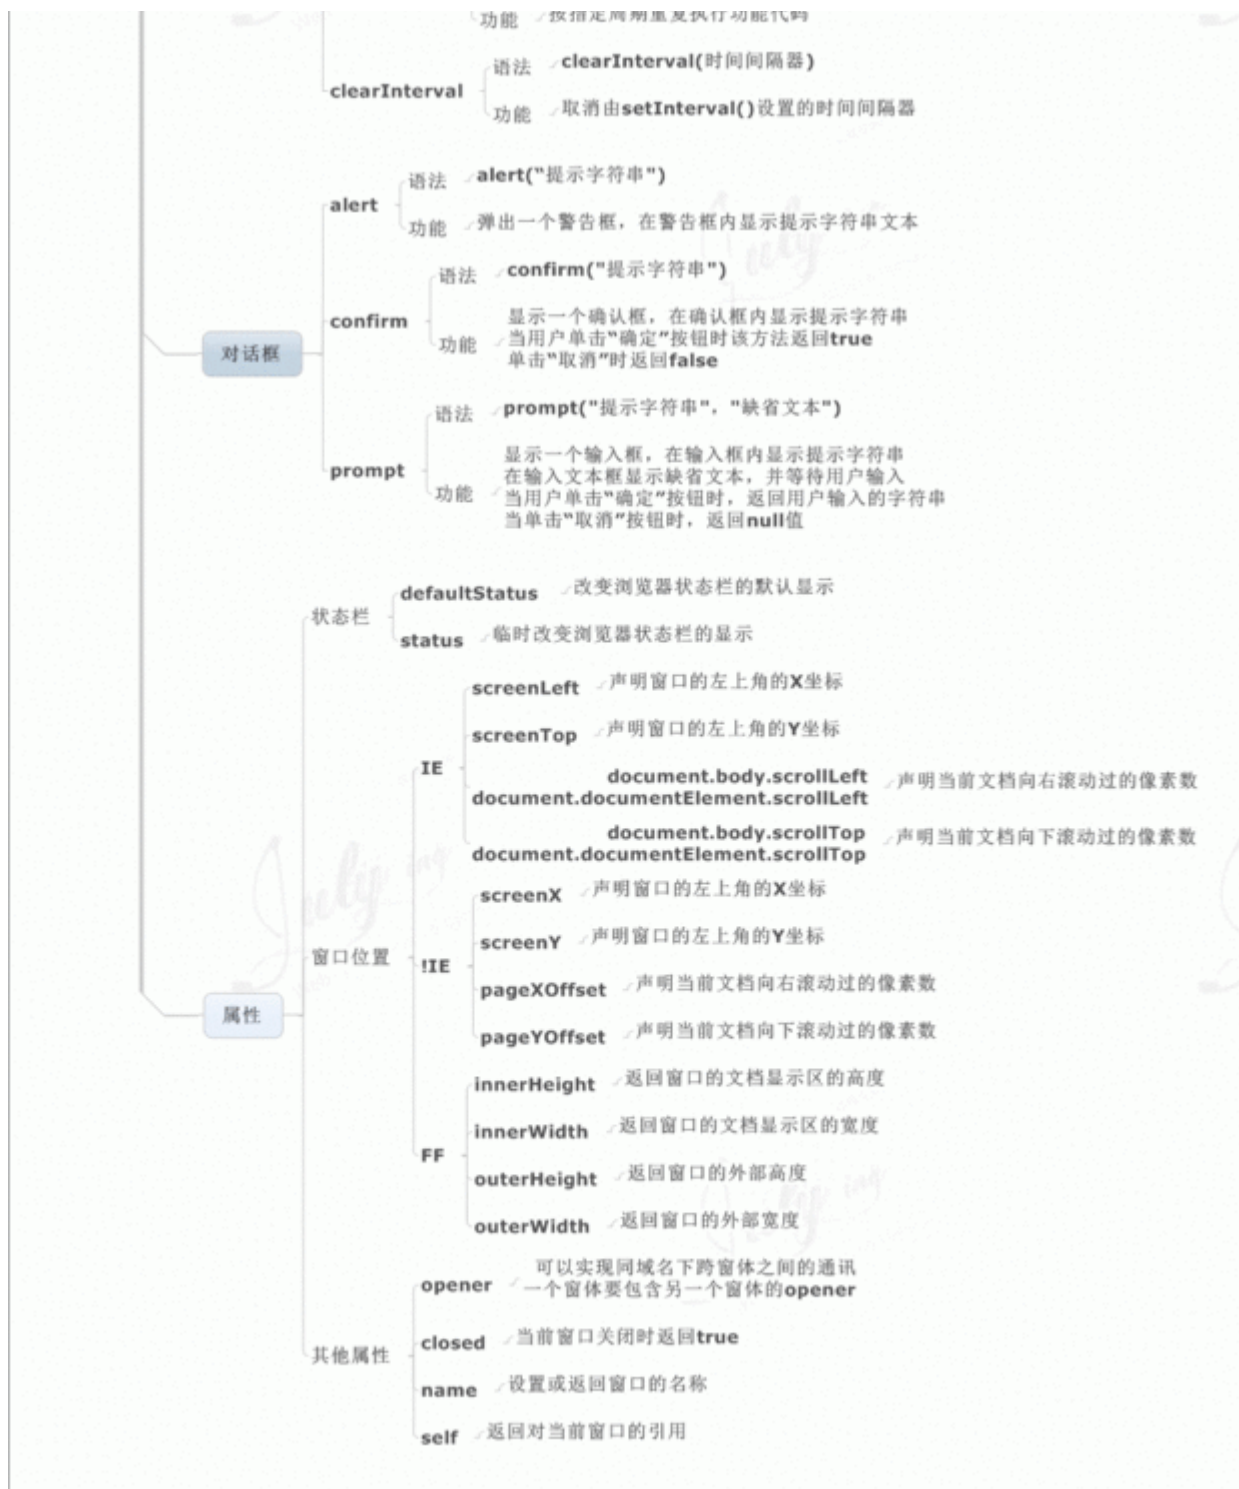 功能 按指定周期重复执行功能代码
clearInterval
语法 clearInterval(时间间隔器)
功能 取消由setInterval()设置的时间间隔器
对话框
alert
语法 alert("提示字符串")
功能 弹出一个警告框，在警告框内显示提示字符串文本
confirm
语法 confirm("提示字符串")
功能
显示一个确认框，在确认框内显示提示字符串
当用户单击“确定”按钮时该方法返回true
单击“取消”时返回false
prompt
语法 prompt("提示字符串", "缺省文本")
功能
显示一个输入框，在输入框内显示提示字符串
在输入文本框显示缺省文本，并等待用户输入
当用户单击“确定”按钮时，返回用户输入的字符串
当单击“取消”按钮时，返回null值
属性
状态栏
defaultStatus 改变浏览器状态栏的默认显示
status 临时改变浏览器状态栏的显示
窗口位置
IE
screenLeft 声明窗口的左上角的X坐标
screenTop 声明窗口的左上角的Y坐标
document.body.scrollLeft
document.documentElement.scrollLeft
声明当前文档向右滚动过的像素数
document.body.scrollTop
document.documentElement.scrollTop
声明当前文档向下滚动过的像素数
!IE
screenX 声明窗口的左上角的X坐标
screenY 声明窗口的左上角的Y坐标
pageXOffset 声明当前文档向右滚动过的像素数
pageYOffset 声明当前文档向下滚动过的像素数
FF
innerHeight 返回窗口的文档显示区的高度
innerWidth 返回窗口的文档显示区的宽度
outerHeight 返回窗口的外部高度
outerWidth 返回窗口的外部宽度
其他属性
opener
可以实现同域名下跨窗体之间的通讯
一个窗体要包含另一个窗体的opener
closed 当前窗口关闭时返回true
name 设置或返回窗口的名称
self 返回对当前窗口的引用